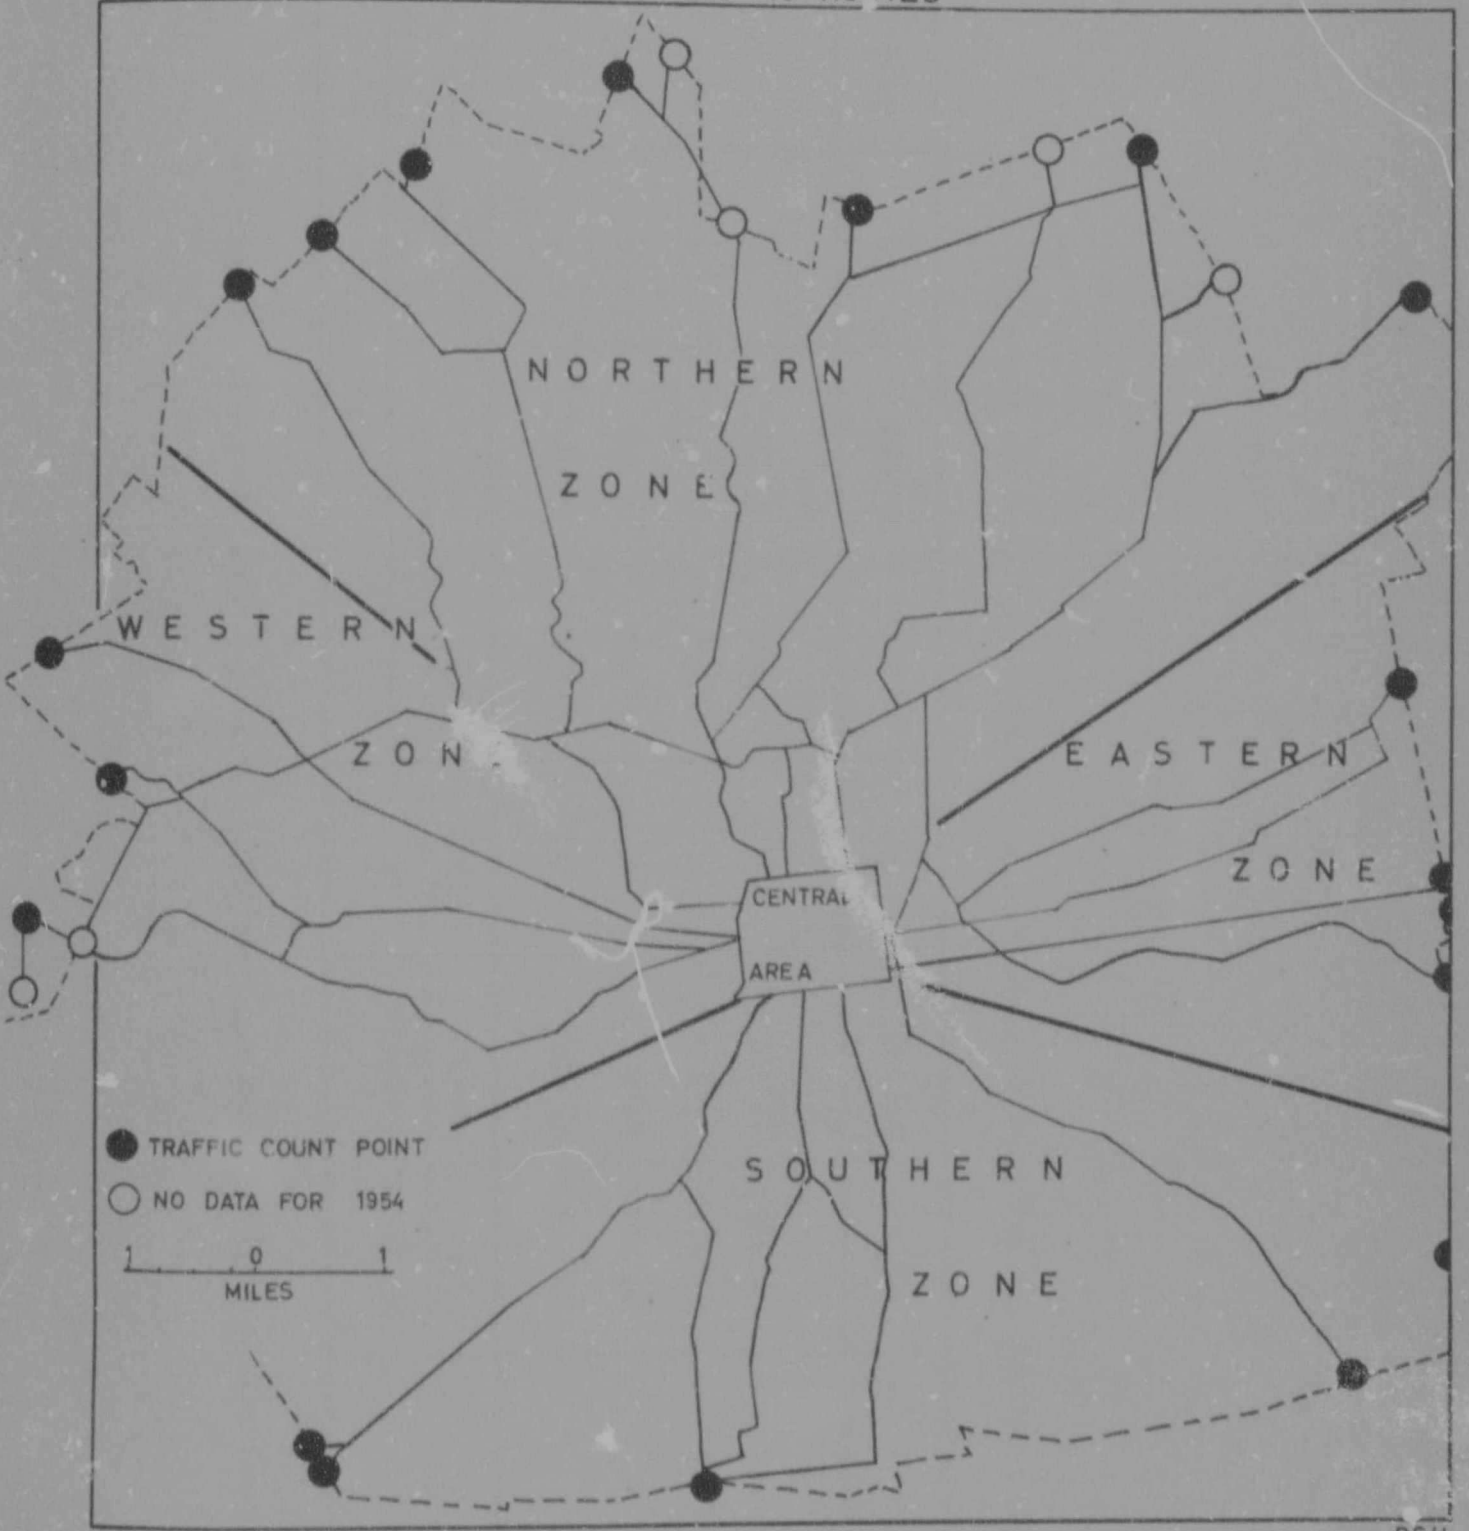 NORTHERN
ZONE
WESTERN
ZON
EASTERN
ZONE
CENTRAL
AREA
TRAFFIC COUNT POINT
SOUTHERN
NO DATA FOR 1954
1 0 1
ZONE
MILES